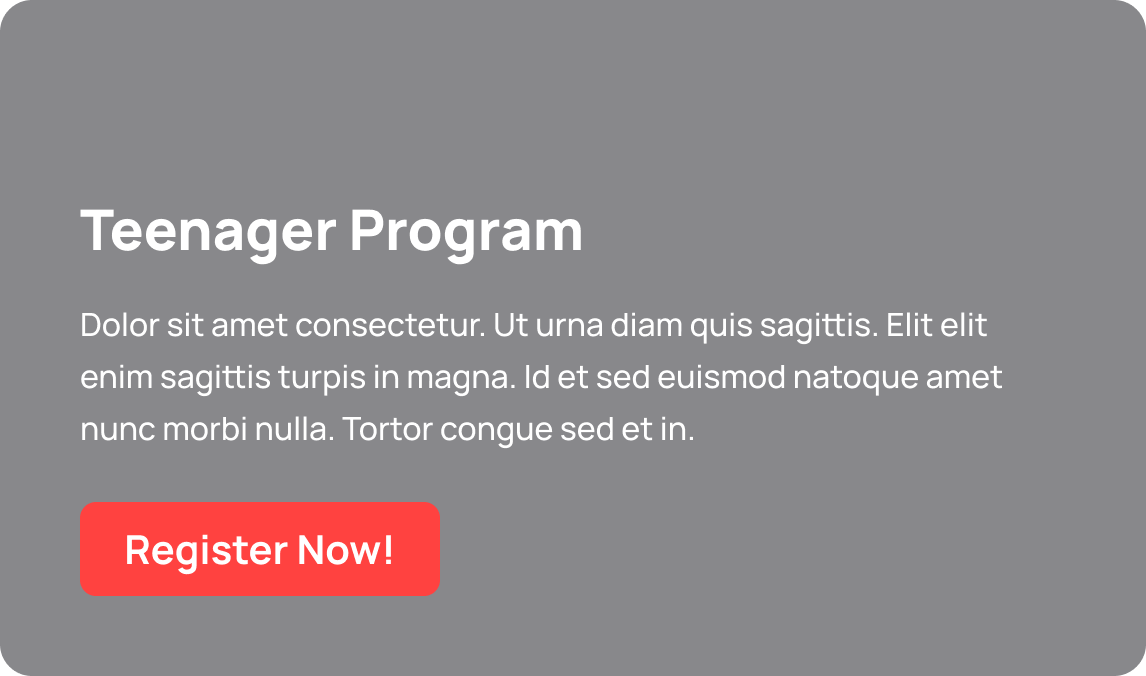 Teenager Program
Dolor sit amet consectetur. Ut urna diam quis sagittis. Elit elit
enim sagittis turpis in magna. Id et sed euismod natoque amet
nunc morbi nulla. Tortor congue sed et in.
Register Now!